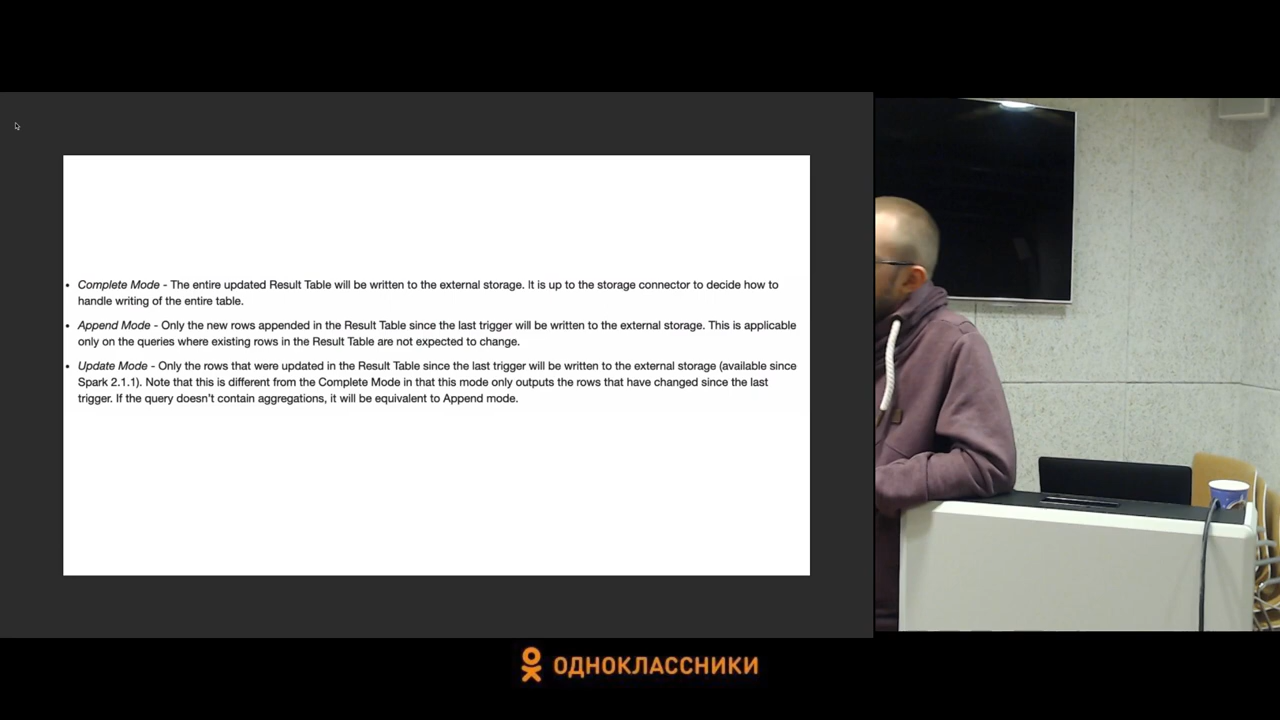 Complete Mode - The entire updated Result Table will be written to the external storage. It is up to the storage connector to decide how to
handle writing of the entire table.
Append Mode - Only the new rows appended in the Result Table since the last trigger will be written to the external storage. This is applicable
only on the queries where existing rows in the Result Table are not expected to change.
Update Mode - Only the rows that were updated in the Result Table since the last trigger will be written to the external storage (available since
Spark 2.1.1). Note that this is different from the Complete Mode in that this mode only outputs the rows that have changed since the last
trigger. If the query doesn't contain aggregations, it will be equivalent to Append mode.
ОДНОКЛАССНИКИ